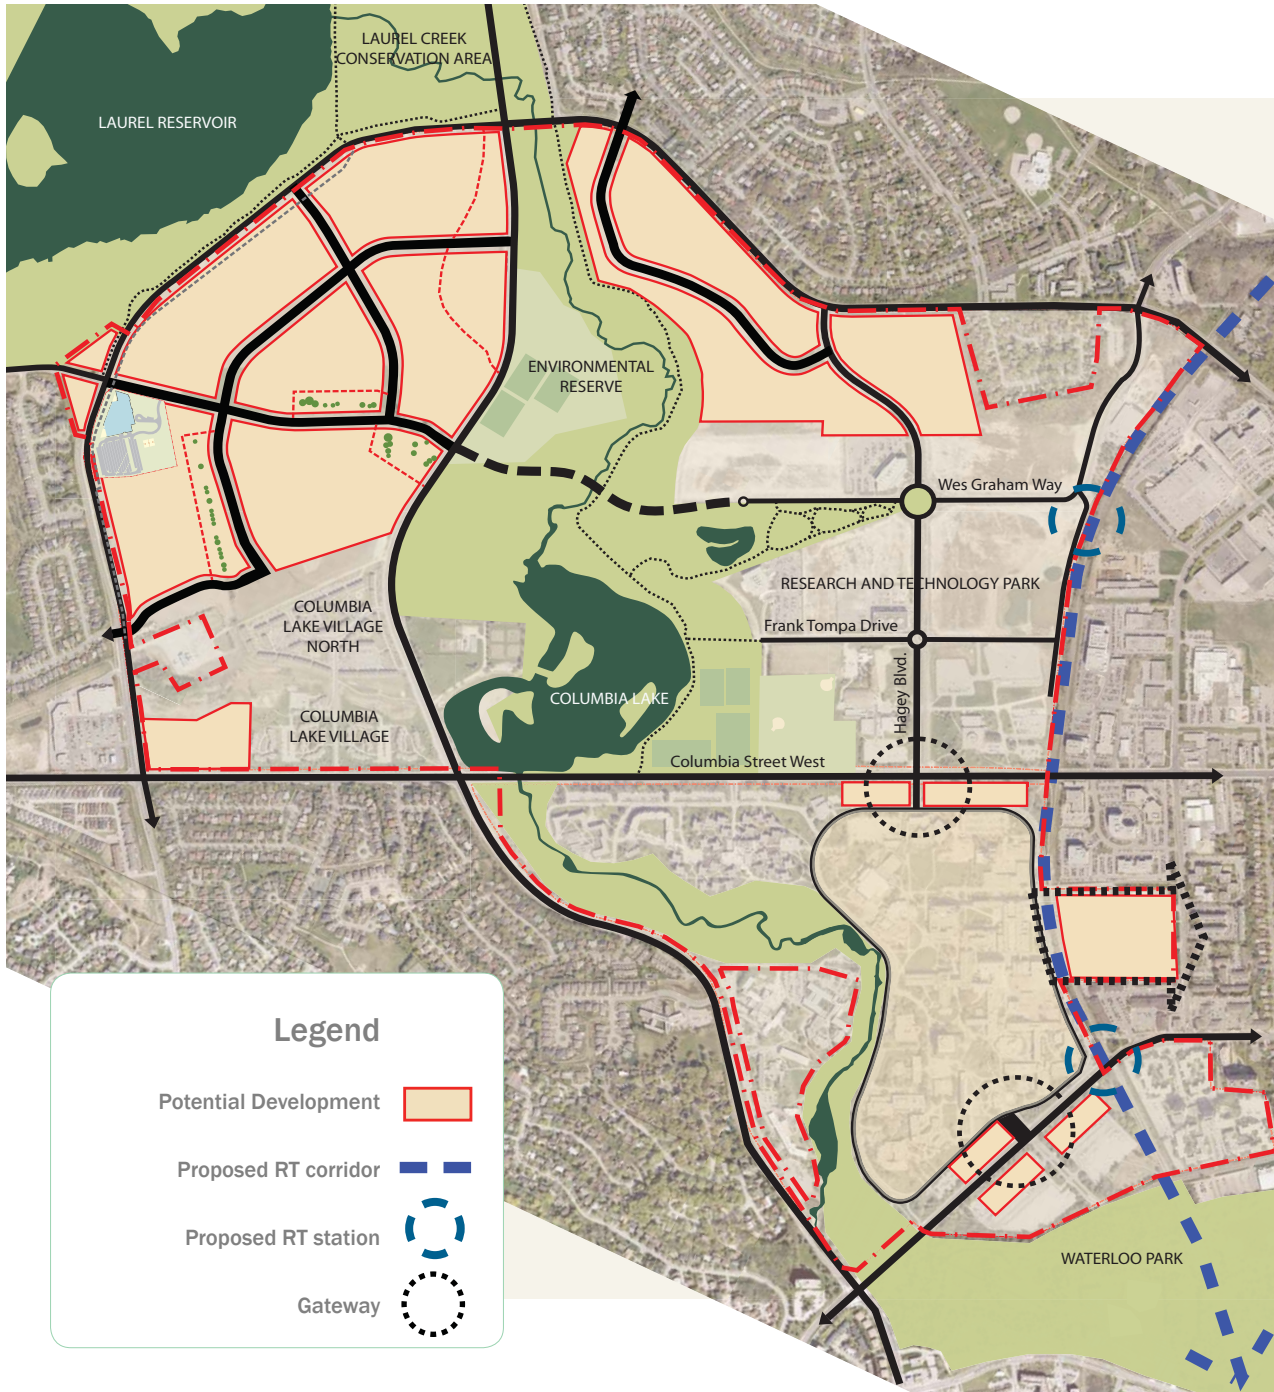 LAUREL CREEK
CONSERVATION AREA
LAUREL RESERVOIR
ENVIRONMENTAL
RESERVE
Wes Graham Way
RESEARCH AND TECHNOLOGY PARK
COLUMBIA
LAKE VILLAGE
NORTH
Frank Tompa Drive
Hagey Blvd.
COLUMBIA LAKE
COLUMBIA
LAKE VILLAGE
Columbia Street West
Legend
Potential Development
Proposed RT corridor
Proposed RT station
Gateway
WATERLOO PARK